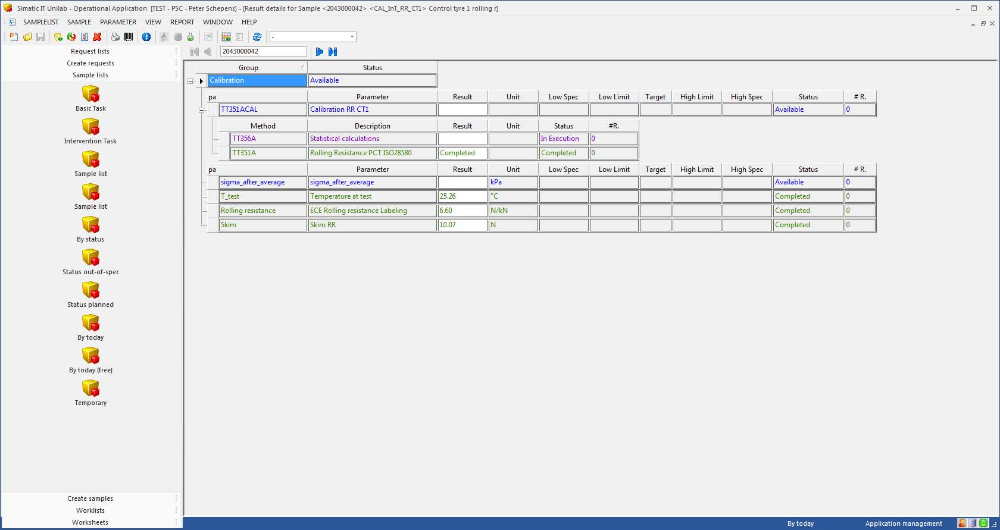 Simatic IT Unilab - Operational Application [TEST - PSC - Peter Schepens] - [Result details for Sample <2043000042> <CAL_InT_RR_CT1> Control tyre 1 rolling r]
SAMPLELIST SAMPLE PARAMETER VIEW REPORT WINDOW HELP
-
Request lists
Create requests
Sample lists
Basic Task
Intervention Task
Sample list
Sample list
By status
Status out-of-spec
Status planned
By today
By today (free)
Temporary
Create samples
Worklists
Worksheets
2043000042
Group Status
Calibration Available
pa Parameter Result Unit Low Spec Low Limit Target High Limit High Spec Status # R.
TT351ACAL Calibration RR CT1 Available 0
Method Description Result Unit Status #R.
TT356A Statistical calculations In Execution 0
TT351A Rolling Resistance PCT ISO28580 Completed Completed 0
pa Parameter Result Unit Low Spec Low Limit Target High Limit High Spec Status # R.
sigma_after_average sigma_after_average kPa Available 0
T_test Temperature at test 25.26 °C Completed 0
Rolling resistance ECE Rolling resistance Labeling 6.60 N/kN Completed 0
Skim Skim RR 10.07 N Completed 0
By today Application management